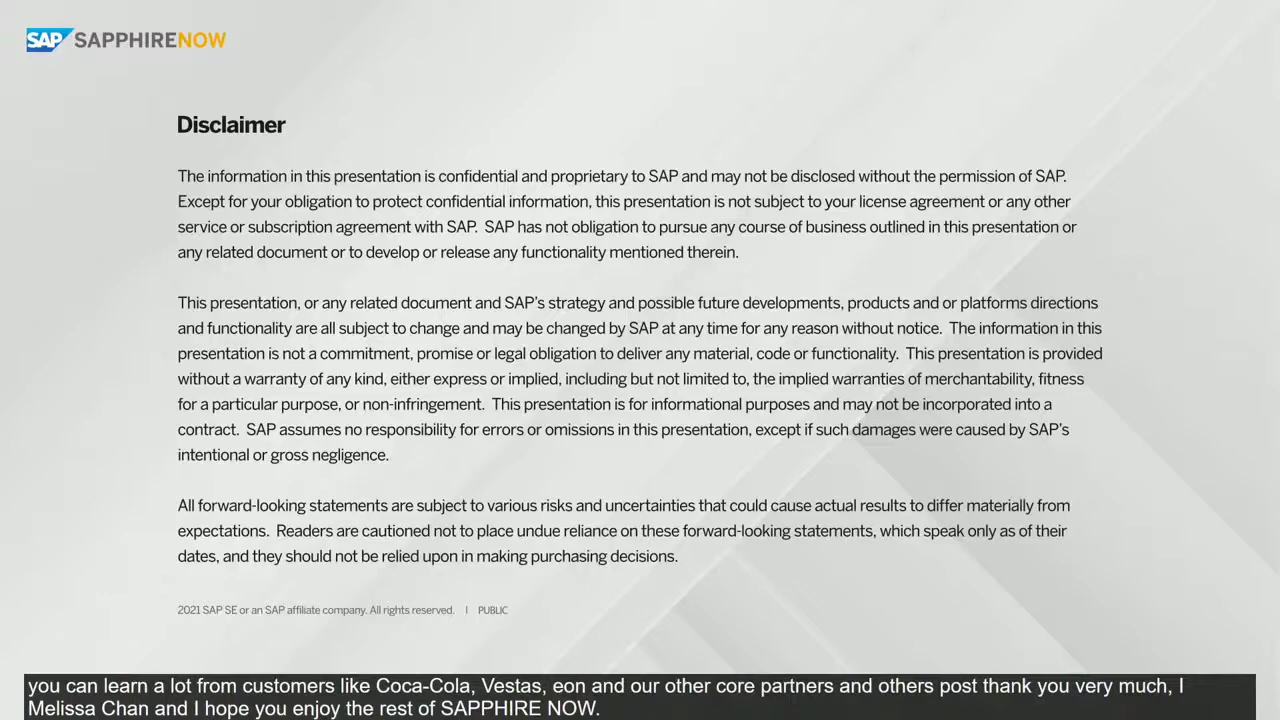 SAP SAPPHIRE NOW
Disclaimer
The information in this presentation is confidential and proprietary to SAP and may not be disclosed without the permission of SAP.
Except for your obligation to protect confidential information, this presentation is not subject to your license agreement or any other
service or subscription agreement with SAP. SAP has not obligation to pursue any course of business outlined in this presentation or
any related document or to develop or release any functionality mentioned therein.
This presentation, or any related document and SAP's strategy and possible future developments, products and or platforms directions
and functionality are all subject to change and may be changed by SAP at any time for any reason without notice. The information in this
presentation is not a commitment, promise or legal obligation to deliver any material, code or functionality. This presentation is provided
without a warranty of any kind, either express or implied, including but not limited to, the implied warranties of merchantability, fitness
for a particular purpose, or non-infringement. This presentation is for informational purposes and may not be incorporated into a
contract. SAP assumes no responsibility for errors or omissions in this presentation, except if such damages were caused by SAP's
intentional or gross negligence.
All forward-looking statements are subject to various risks and uncertainties that could cause actual results to differ materially from
expectations. Readers are cautioned not to place undue reliance on these forward-looking statements, which speak only as of their
dates, and they should not be relied upon in making purchasing decisions.
2021 SAP SE or an SAP affiliate company. All rights reserved. I PUBLIC
you can learn a lot from customers like Coca-Cola, Vestas, eon and our other core partners and others post thank you very much, I
Melissa Chan and I hope you enjoy the rest of SAPPHIRE NOW.